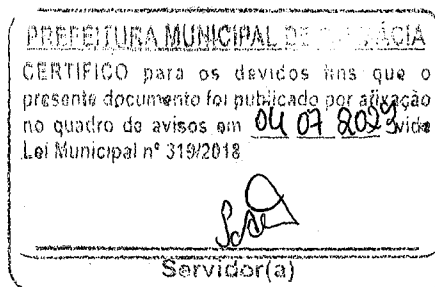 PREFEITURA MUNICIPAL DE
CERTIFICO para os devidos fins que o
presente documento foi publicado por afixação
no quadro de avisos em 04 07 2023 vide
Lei Municipal nº 319/2018
Servidor(a)